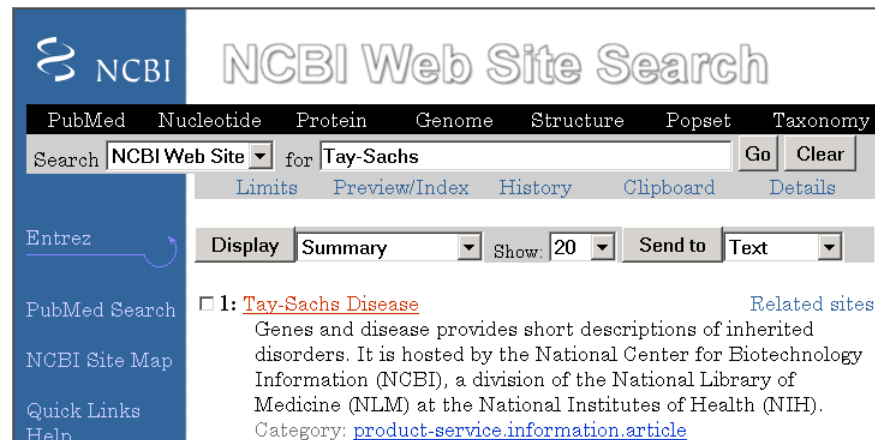 NCBI
NCBI Web Site Search
PubMed Nucleotide Protein Genome Structure Popset Taxonomy
Search NCBI Web Site for Tay-Sachs Go Clear
Limits Preview/Index History Clipboard Details
Entrez
Display Summary Show: 20 Send to Text
PubMed Search
NCBI Site Map
Quick Links
Help
1: Tay-Sachs Disease Related sites
Genes and disease provides short descriptions of inherited
disorders. It is hosted by the National Center for Biotechnology
Information (NCBI), a division of the National Library of
Medicine (NLM) at the National Institutes of Health (NIH).
Category: product-service.information.article